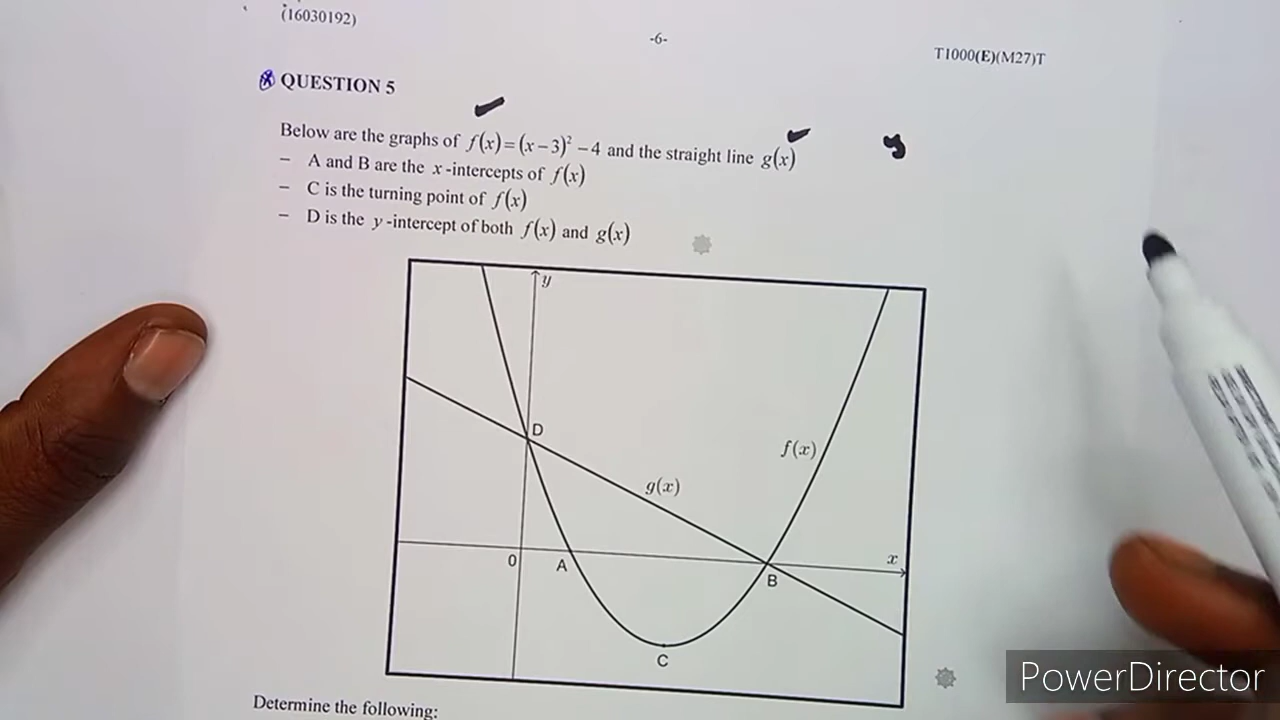 (16030192)
-6-
T1000(E)(M27)T
QUESTION 5
Below are the graphs of f(x)=(x−3)² −4 and the straight line g(x)
− A and B are the x-intercepts of f(x)
− C is the turning point of f(x)
− D is the y-intercept of both f(x) and g(x)
y
D
f(x)
g(x)
0
A
B
x
C
Determine the following:
PowerDirector